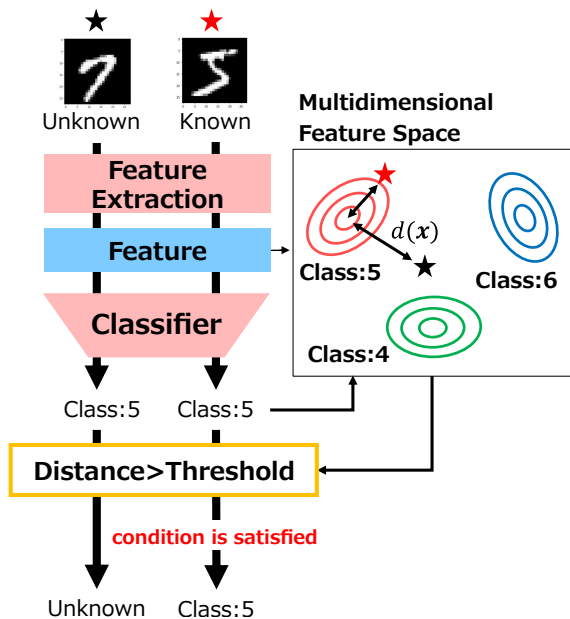 Unknown
Known
Multidimensional
Feature Space
Feature
Extraction
Feature
Classifier
d(x)
Class:5
Class:6
Class:4
Class:5
Class:5
Distance>Threshold
condition is satisfied
Unknown
Class:5